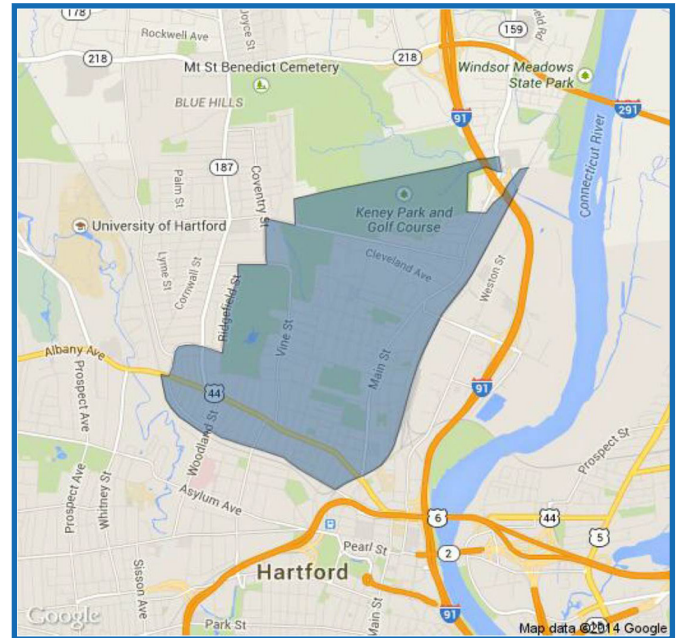 178
Rockwell Ave
Joyce St
159
218
218
Mt St Benedict Cemetery
Windsor Meadows
State Park
BLUE HILLS
91
291
187
Palm St
Coventry St
Connecticut River
Keney Park and
Golf Course
University of Hartford
Lyme St
Cornwall St
Cleveland Ave
Weston St
Ridgefield St
Vine St
Albany Ave
Main St
Prospect Ave
44
91
Woodland St
Prospect St
Whitney St
Prospect Ave
Asylum Ave
6
44
5
Pearl St
2
Hartford
Sisson Ave
Main St
Park St
91
Google
Map data ©2014 Google